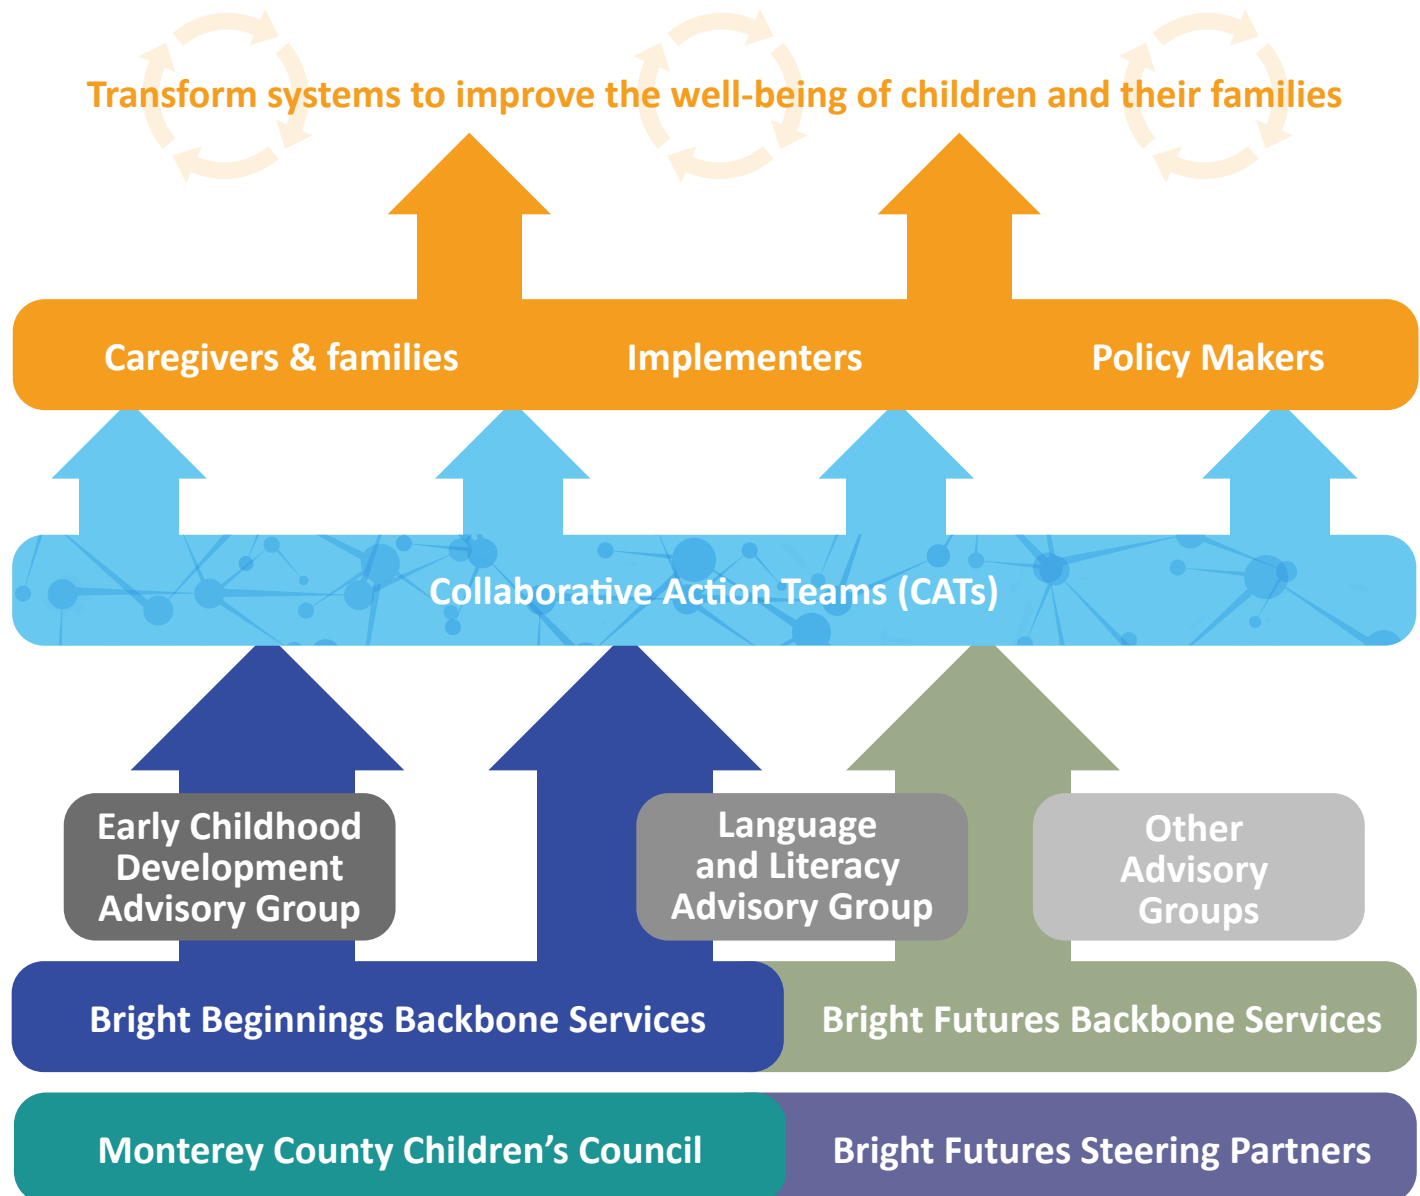 Transform systems to improve the well-being of children and their families
Caregivers & families
Implementers
Policy Makers
Collaborative Action Teams (CATs)
Early Childhood
Development
Advisory Group
Language
and Literacy
Advisory Group
Other
Advisory
Groups
Bright Beginnings Backbone Services
Bright Futures Backbone Services
Monterey County Children’s Council
Bright Futures Steering Partners